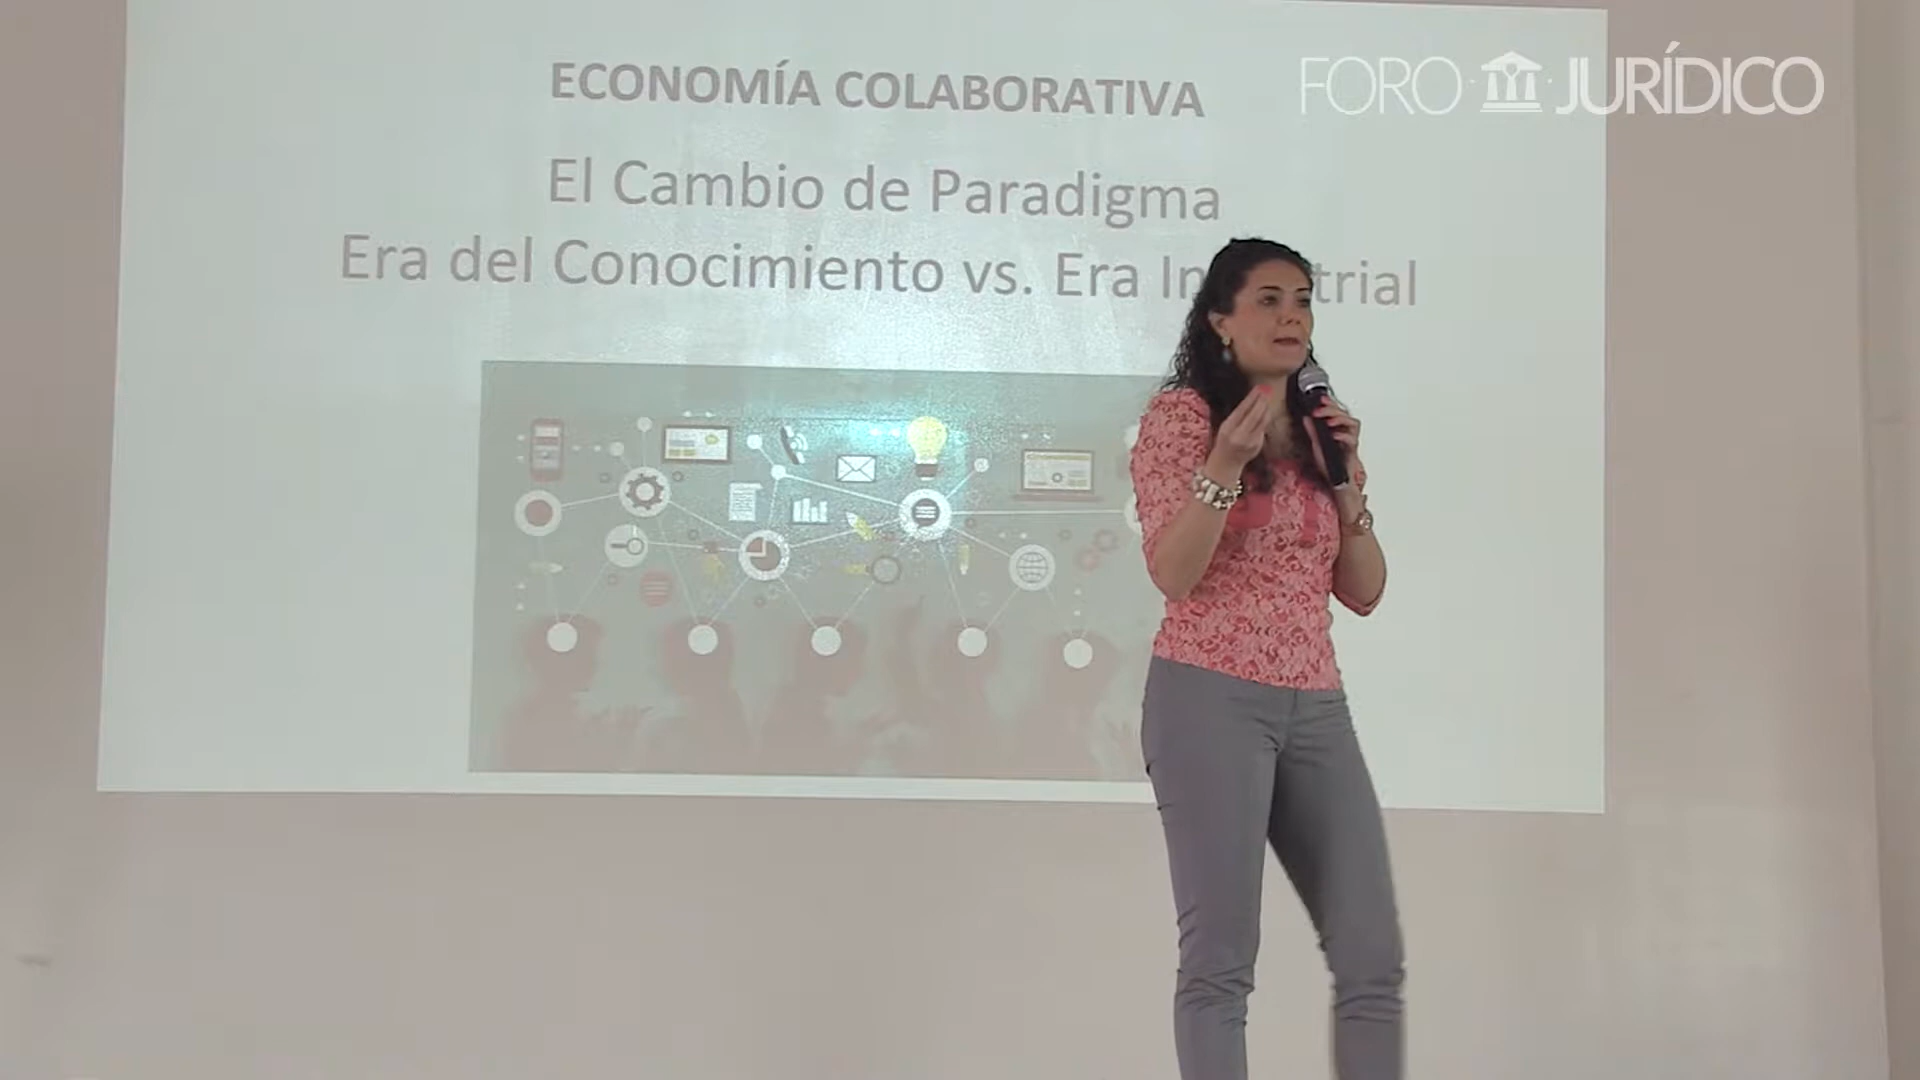 ECONOMÍA COLABORATIVA
FORO JURÍDICO
El Cambio de Paradigma
Era del Conocimiento vs. Era In trial